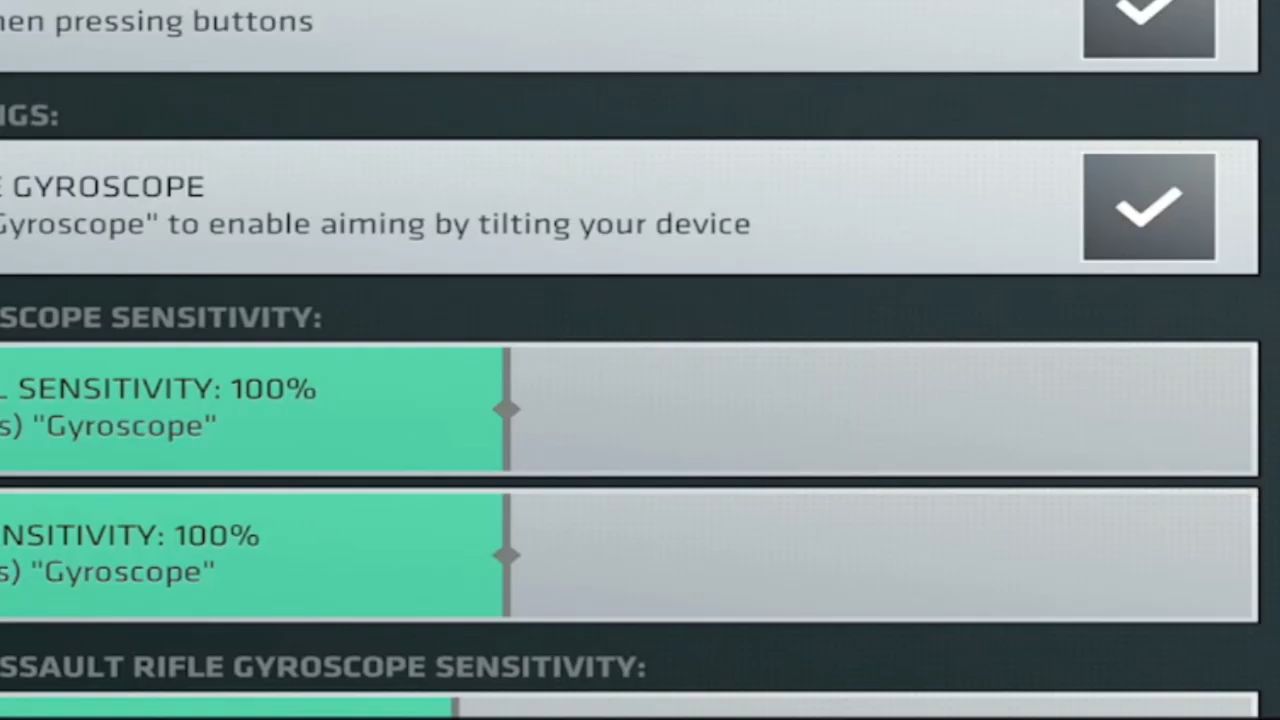 hen pressing buttons
NGS:
E GYROSCOPE
Gyroscope" to enable aiming by tilting your device
SCOPE SENSITIVITY:
L SENSITIVITY: 100%
s) "Gyroscope"
NSITIVITY: 100%
s) "Gyroscope"
SSAULT RIFLE GYROSCOPE SENSITIVITY: